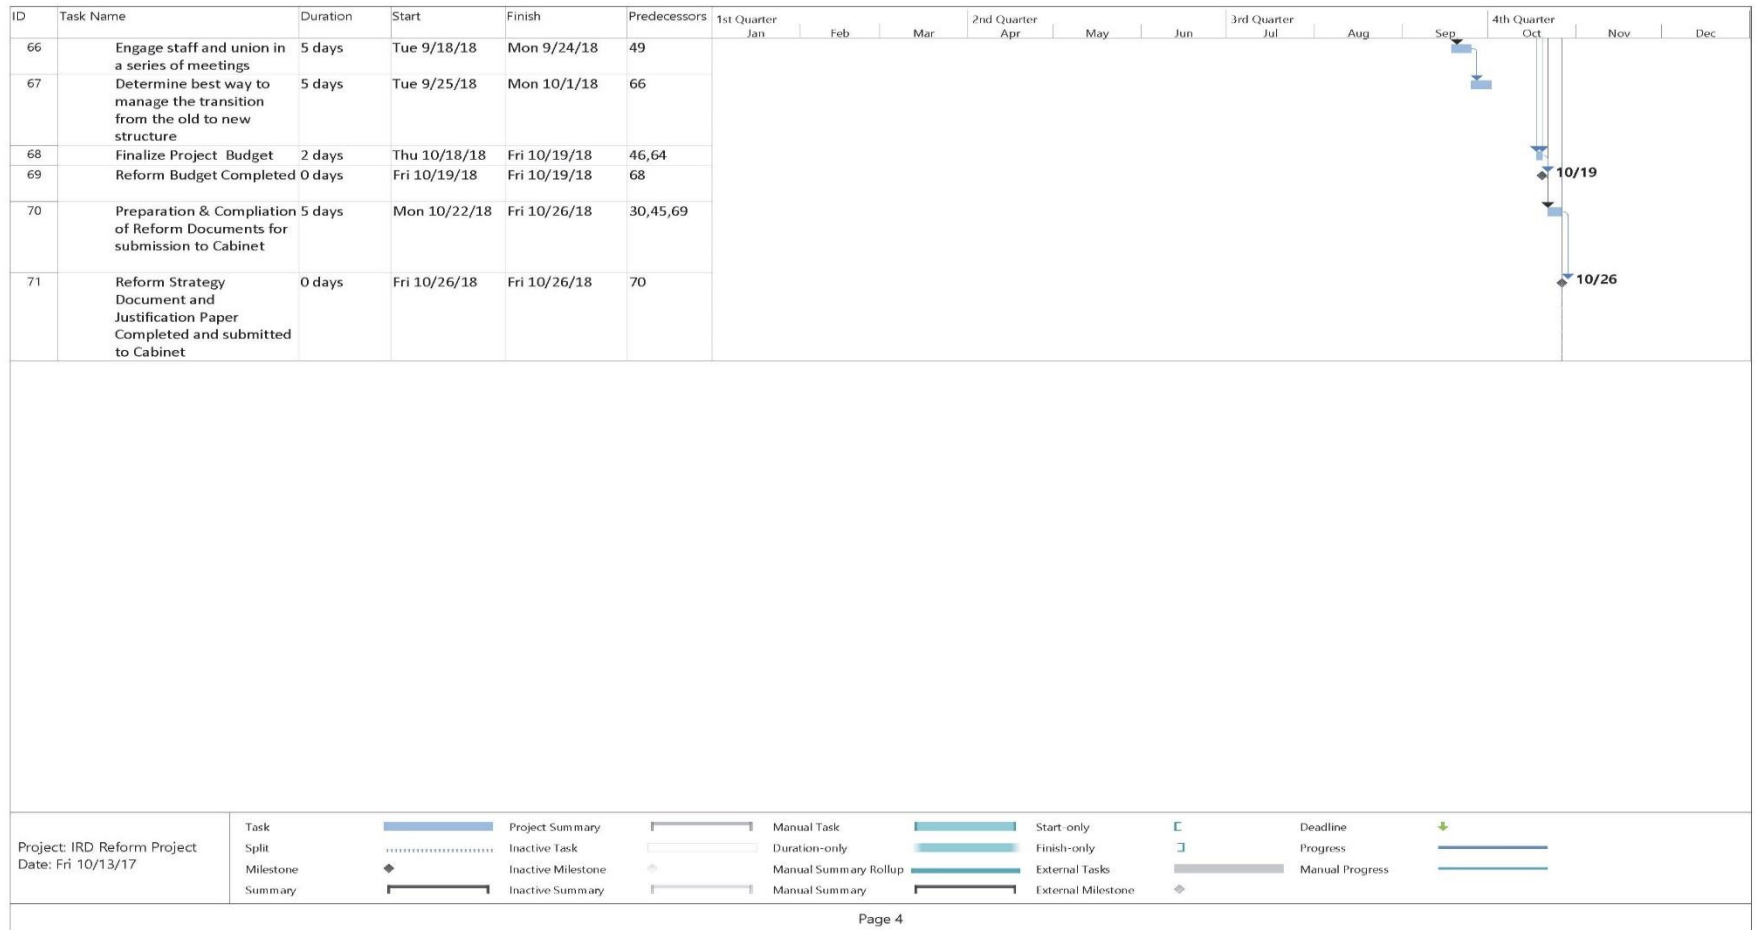 ID Task Name Duration Start Finish Predecessors 1st Quarter 2nd Quarter 3rd Quarter 4th Quarter
Jan Feb Mar Apr May Jun Jul Aug Sep Oct Nov Dec
66 Engage staff and union in 5 days Tue 9/18/18 Mon 9/24/18 49
a series of meetings
67 Determine best way to 5 days Tue 9/25/18 Mon 10/1/18 66
manage the transition
from the old to new
structure
68 Finalize Project Budget 2 days Thu 10/18/18 Fri 10/19/18 46,64
69 Reform Budget Completed 0 days Fri 10/19/18 Fri 10/19/18 68 10/19
70 Preparation & Compliation 5 days Mon 10/22/18 Fri 10/26/18 30,45,69
of Reform Documents for
submission to Cabinet
71 Reform Strategy 0 days Fri 10/26/18 Fri 10/26/18 70 10/26
Document and
Justification Paper
Completed and submitted
to Cabinet
Project: IRD Reform Project
Date: Fri 10/13/17
Task Project Summary Manual Task Start-only Deadline
Split Inactive Task Duration-only Finish-only Progress
Milestone Inactive Milestone Manual Summary Rollup External Tasks Manual Progress
Summary Inactive Summary Manual Summary External Milestone
Page 4